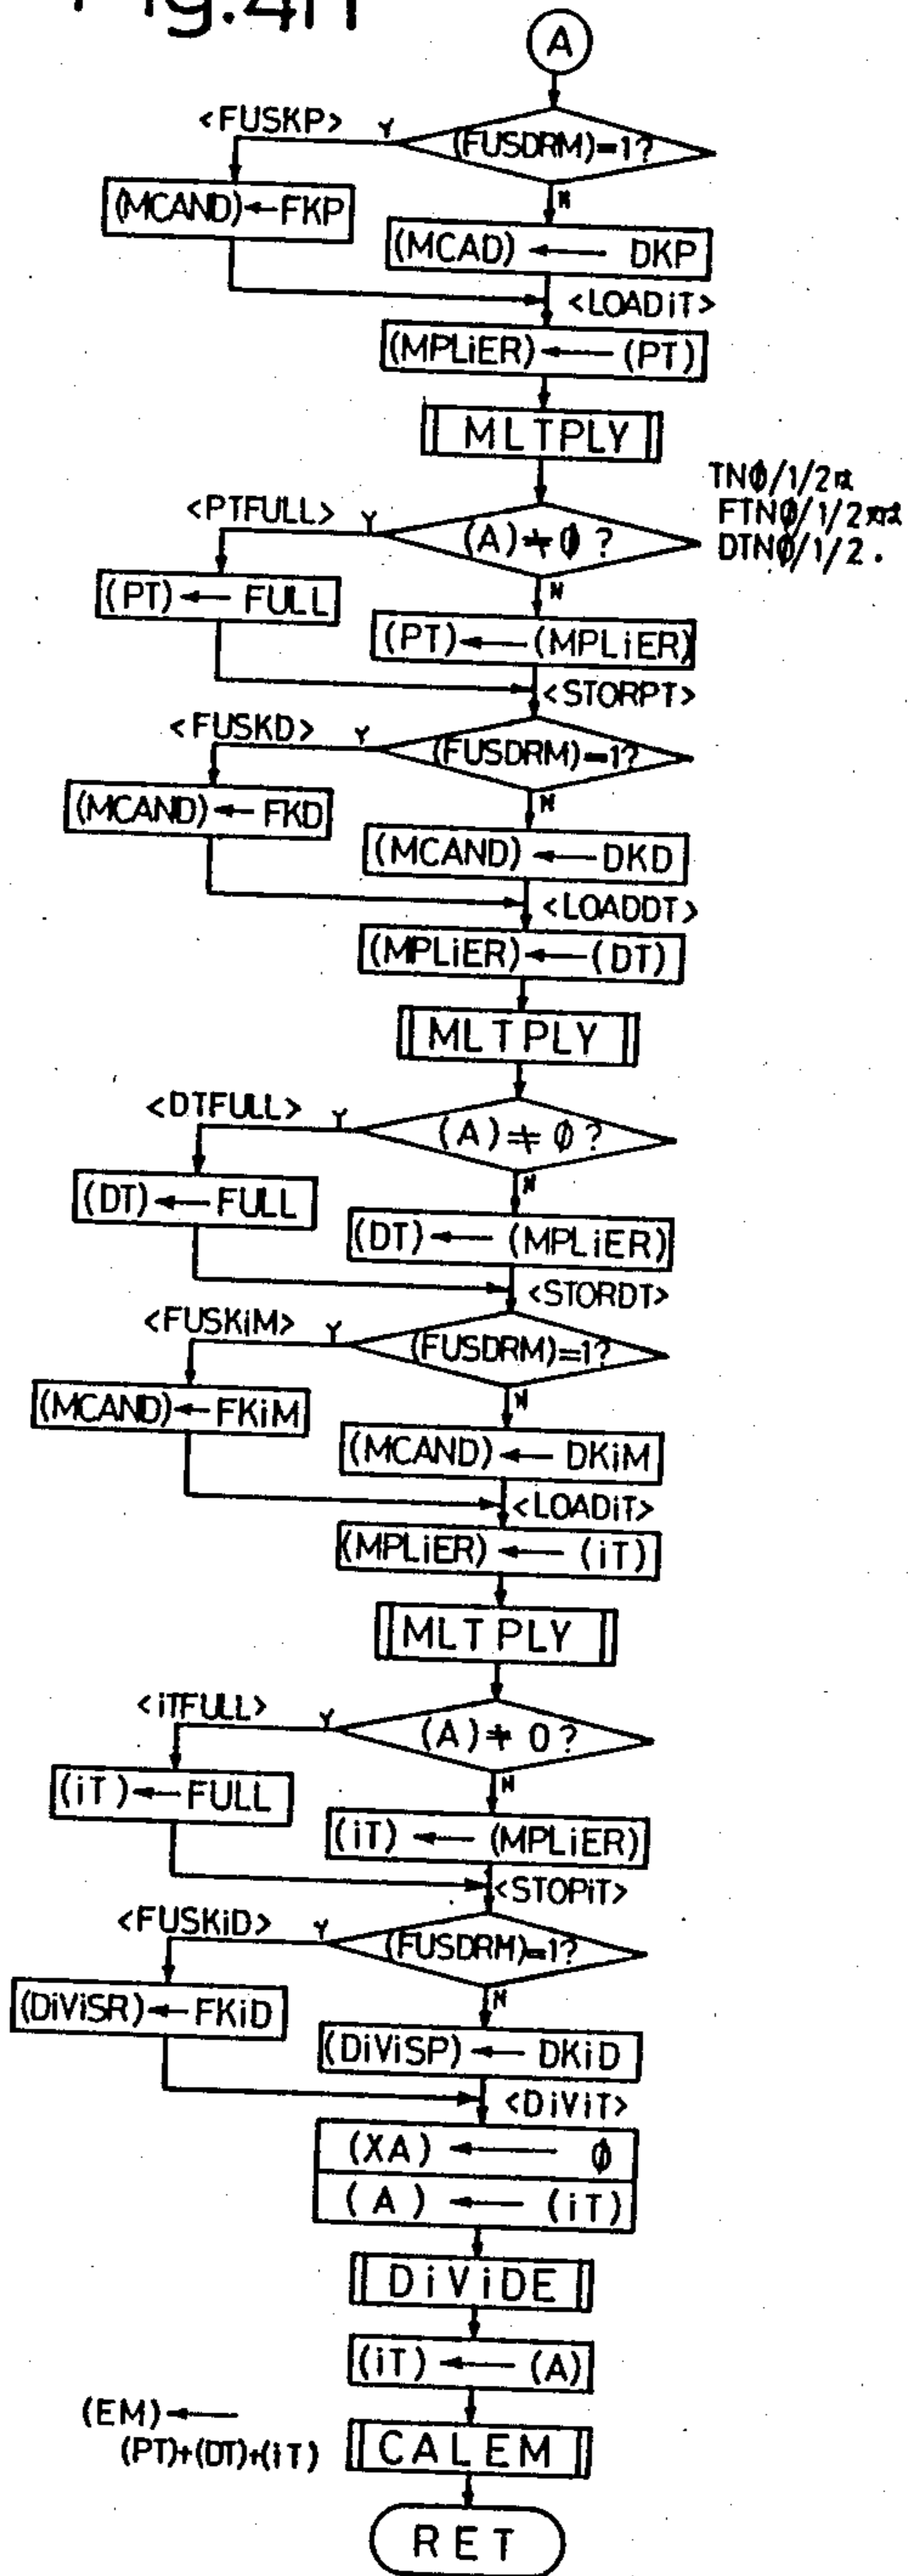 Fig.4H
A
<FUSKP> Y (FUSDRM)=1?
N
(MCAND)←FKP
(MCAD) ← DKP
<LOADiT>
(MPLiER) ← (PT)
MLTPLY
TNφ/1/2
FTNφ/1/2
DTNφ/1/2.
<PTFULL> Y (A)≠φ?
N
(PT)← FULL
(PT)←(MPLiER)
<STORPT>
<FUSKD> Y (FUSDRM)=1?
N
(MCAND)←FKD
(MCAND)←DKD
<LOADDT>
(MPLiER)←(DT)
MLTPLY
<DTFULL> Y (A)≠φ?
N
(DT)←FULL
(DT)←(MPLiER)
<STORDT>
<FUSKiM> Y (FUSDRM)=1?
N
(MCAND)←FKiM
(MCAND)←DKiM
<LOADiT>
(MPLiER)←(iT)
MLTPLY
<iTFULL> Y (A)≠0?
N
(iT)←FULL
(iT)←(MPLiER)
<STOPiT>
<FUSKiD> Y (FUSDRM)=1?
N
(DiViSR)←FKiD
(DiViSP)←DKiD
<DiViT>
(XA) ← φ
(A) ← (iT)
DiViDE
(iT) ← (A)
(EM)←
(PT)+(DT)+(iT)
CALEM
RET